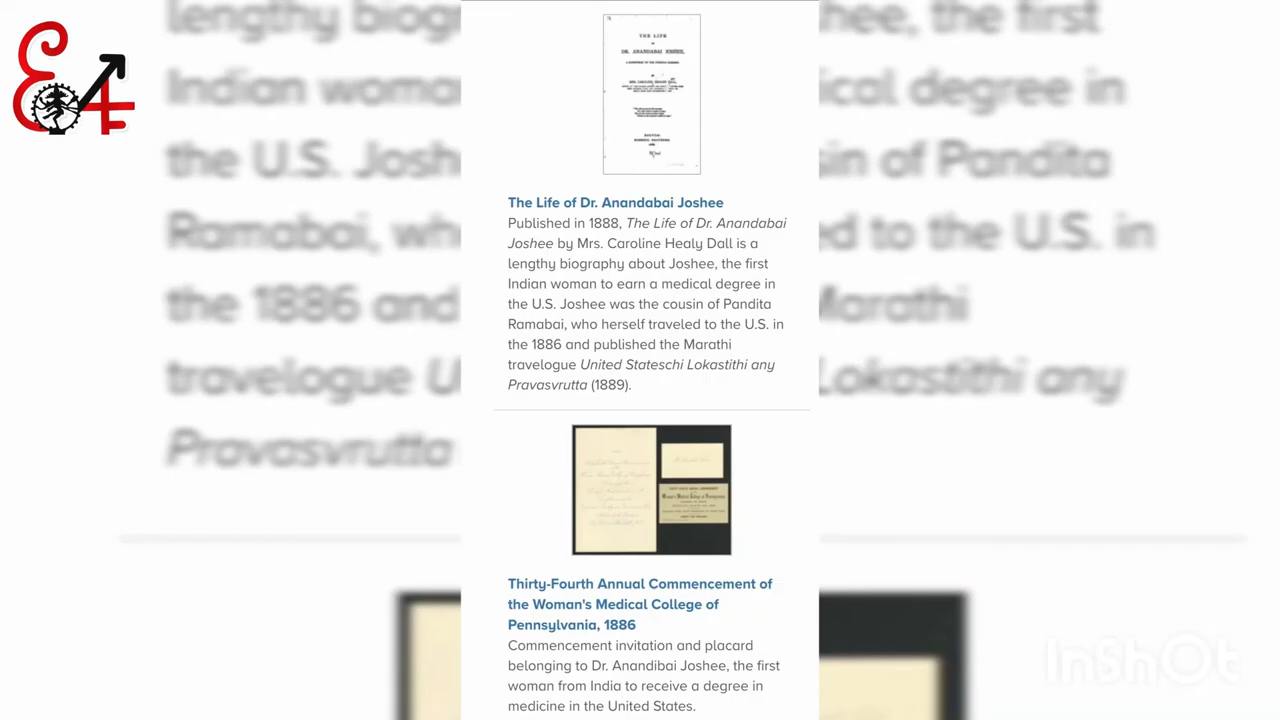 THE LIFE
DR. ANANDABAI JOSHEE,
The Life of Dr. Anandabai Joshee
Published in 1888, The Life of Dr. Anandabai
Joshee by Mrs. Caroline Healy Dall is a
lengthy biography about Joshee, the first
Indian woman to earn a medical degree in
the U.S. Joshee was the cousin of Pandita
Ramabai, who herself traveled to the U.S. in
the 1886 and published the Marathi
travelogue United Stateschi Lokastithi any
Pravasvrutta (1889).
Thirty-Fourth Annual Commencement of
the Woman's Medical College of
Pennsylvania, 1886
Commencement invitation and placard
belonging to Dr. Anandibai Joshee, the first
woman from India to receive a degree in
medicine in the United States.
InShOt